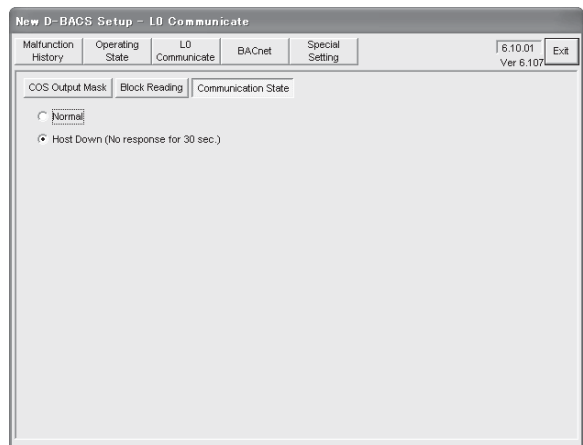 New D-BACS Setup - L0 Communicate
Malfunction History
Operating State
L0 Communicate
BACnet
Special Setting
6.10.01
Ver 6.107
Exit
COS Output Mask
Block Reading
Communication State
Normal
Host Down (No response for 30 sec.)